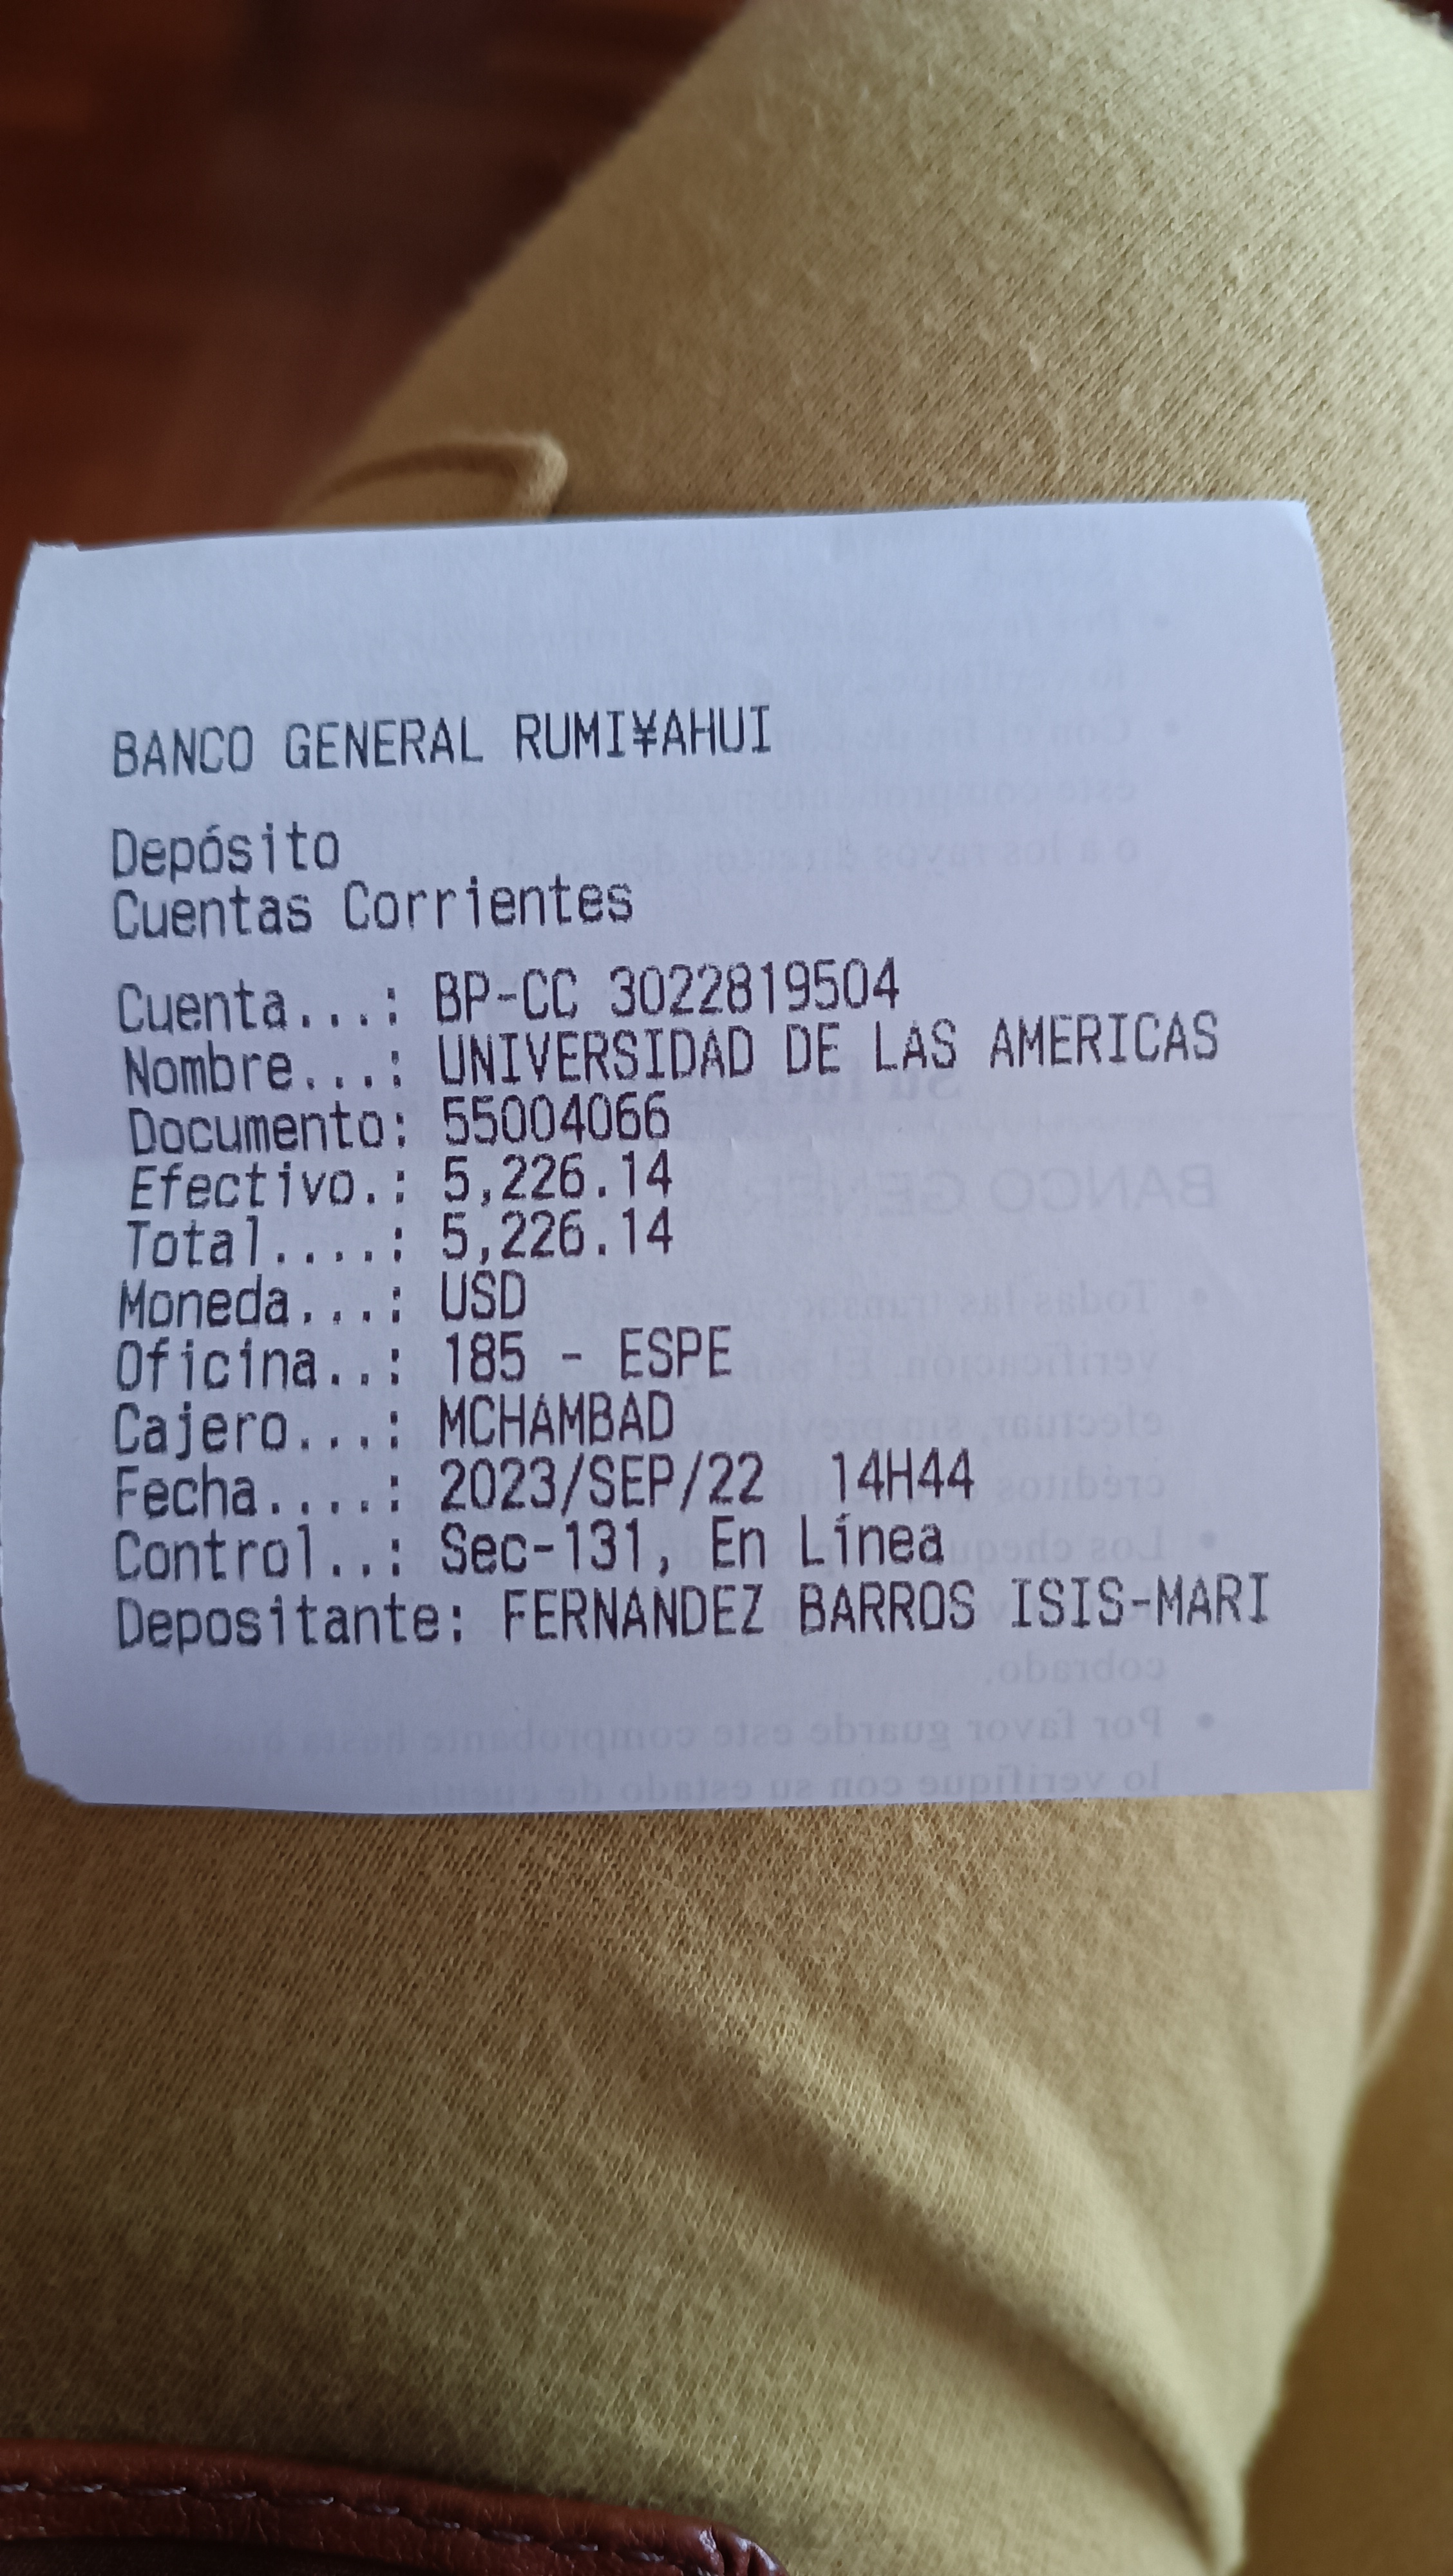 BANCO GENERAL RUMI¥AHUI
Depósito
Cuentas Corrientes
Cuenta...: BP-CC 3022819504
Nombre...: UNIVERSIDAD DE LAS AMERICAS
Documento: 55004066
Efectivo.: 5,226.14
Total....: 5,226.14
Moneda...: USD
Oficina..: 185 - ESPE
Cajero...: MCHAMBAD
Fecha....: 2023/SEP/22  14H44
Control..: Sec-131, En Línea
Depositante: FERNANDEZ BARROS ISIS-MARI